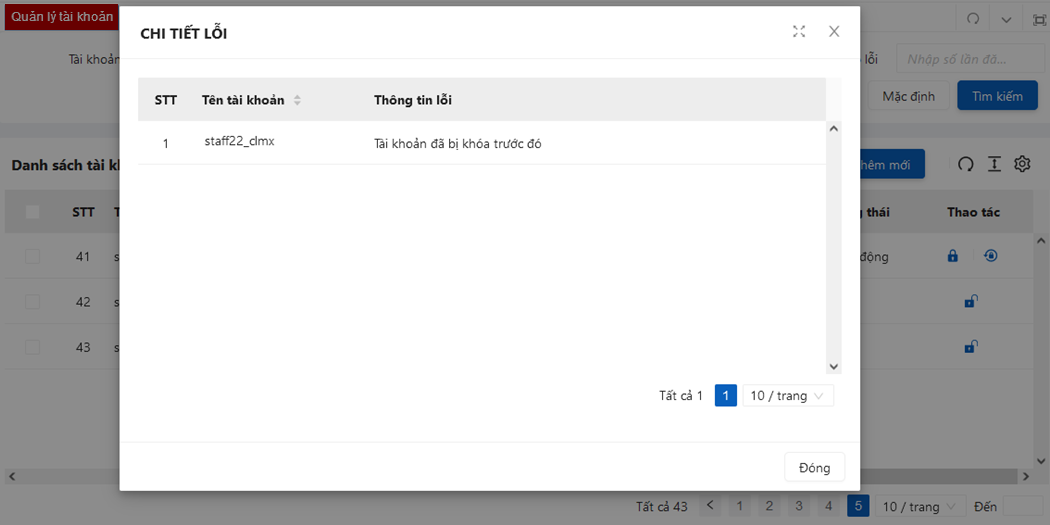 Quản lý tài khoản
CHI TIẾT LỖI
Tài khoản
lỗi
Nhập số lần đă...
Mặc định
Tìm kiếm
STT Tên tài khoản Thông tin lỗi
1 staff22_clmx Tài khoản đã bị khóa trước đó
Danh sách tài kh
hêm mới
STT
thái
Thao tác
41 s
động
42 s
43 s
Tất cả 1 1 10 / trang
Đóng
Tất cả 43 1 2 3 4 5 10 / trang Đến